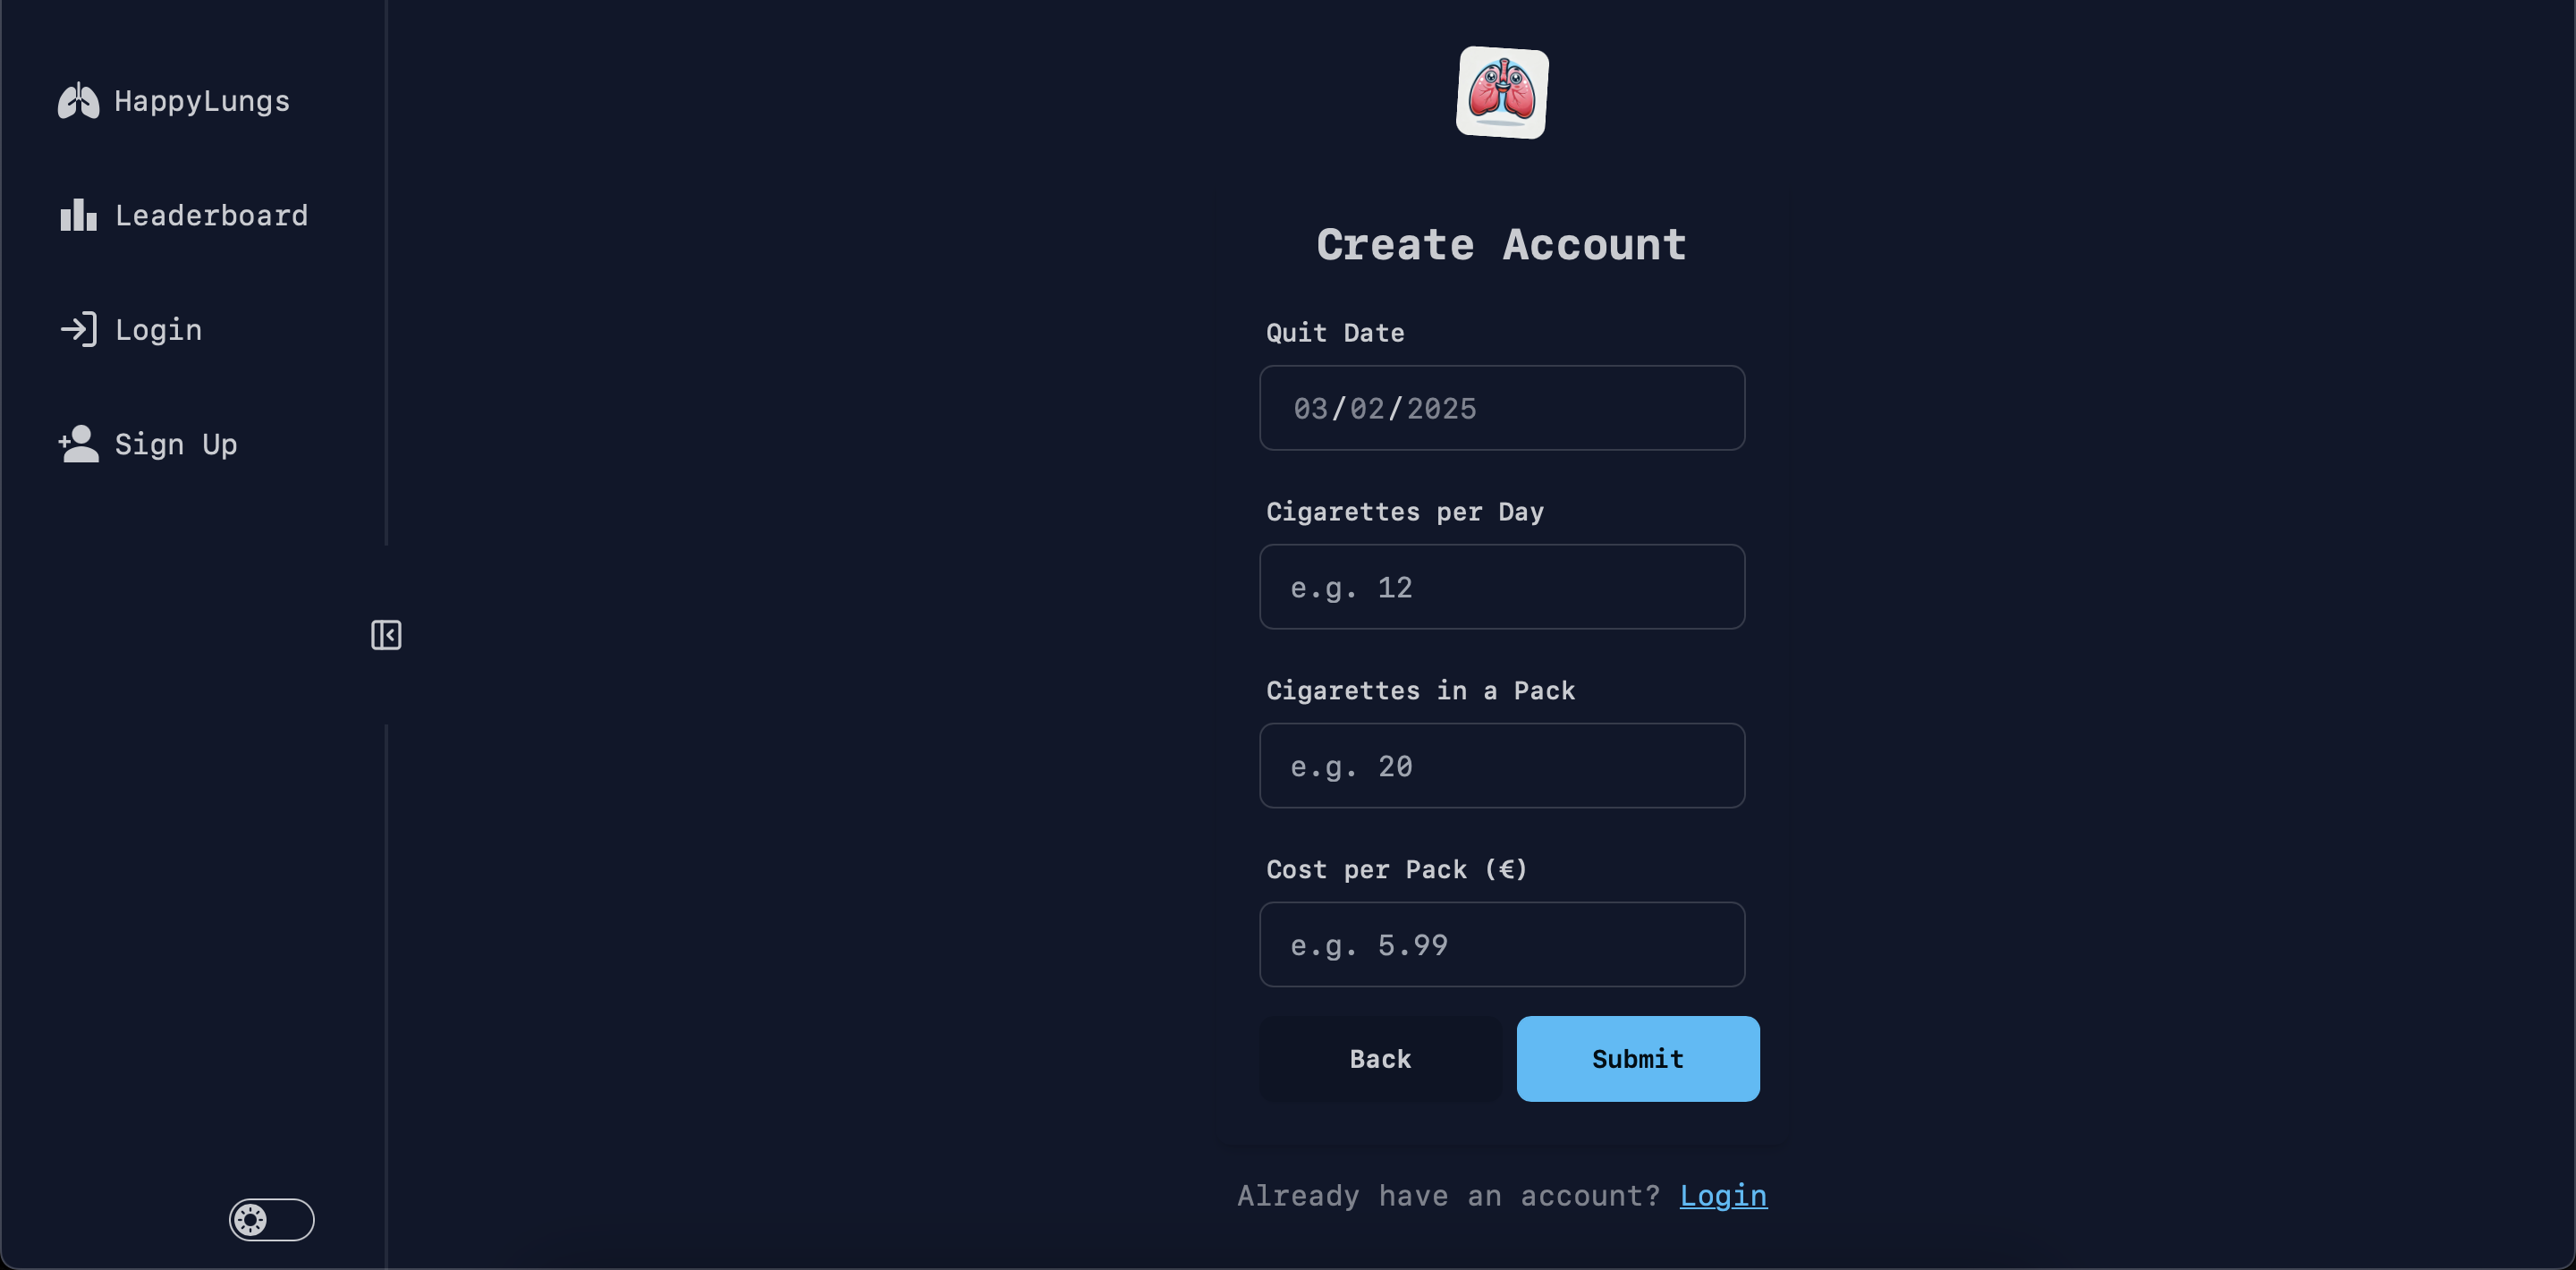 HappyLungs
Leaderboard
Login
Sign Up
Create Account
Quit Date
03/02/2025
Cigarettes per Day
e.g. 12
Cigarettes in a Pack
e.g. 20
Cost per Pack (€)
e.g. 5.99
Back
Submit
Already have an account? Login